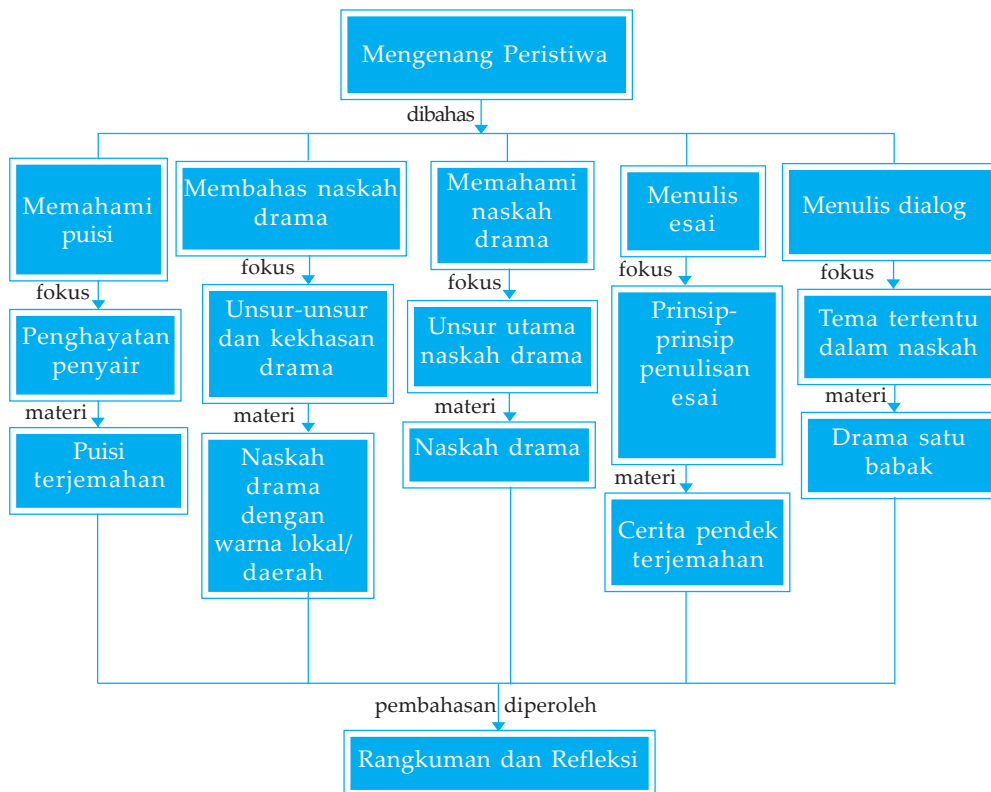 Mengenang Peristiwa
dibahas
Memahami
puisi
fokus
Penghayatan
penyair
materi
Puisi
terjemahan
Membahas naskah
drama
fokus
Unsur-unsur
dan kekhasan
drama
materi
Naskah
drama
dengan
warna lokal/
daerah
Memahami
naskah
drama
fokus
Unsur utama
naskah drama
materi
Naskah drama
Menulis
esai
fokus
Prinsip-
prinsip
penulisan
esai
materi
Cerita pendek
terjemahan
Menulis dialog
fokus
Tema tertentu
dalam naskah
materi
Drama satu
babak
pembahasan diperoleh
Rangkuman dan Refleksi